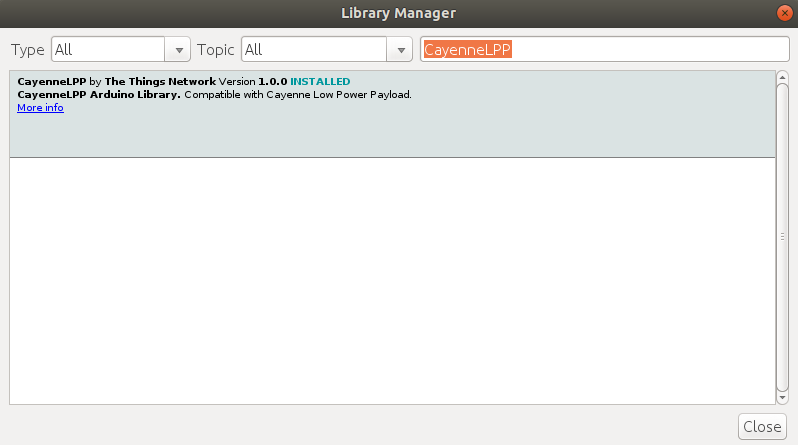 Library Manager
Type All Topic All CayenneLPP
CayenneLPP by The Things Network Version 1.0.0 INSTALLED
CayenneLPP Arduino Library. Compatible with Cayenne Low Power Payload.
More info
Close